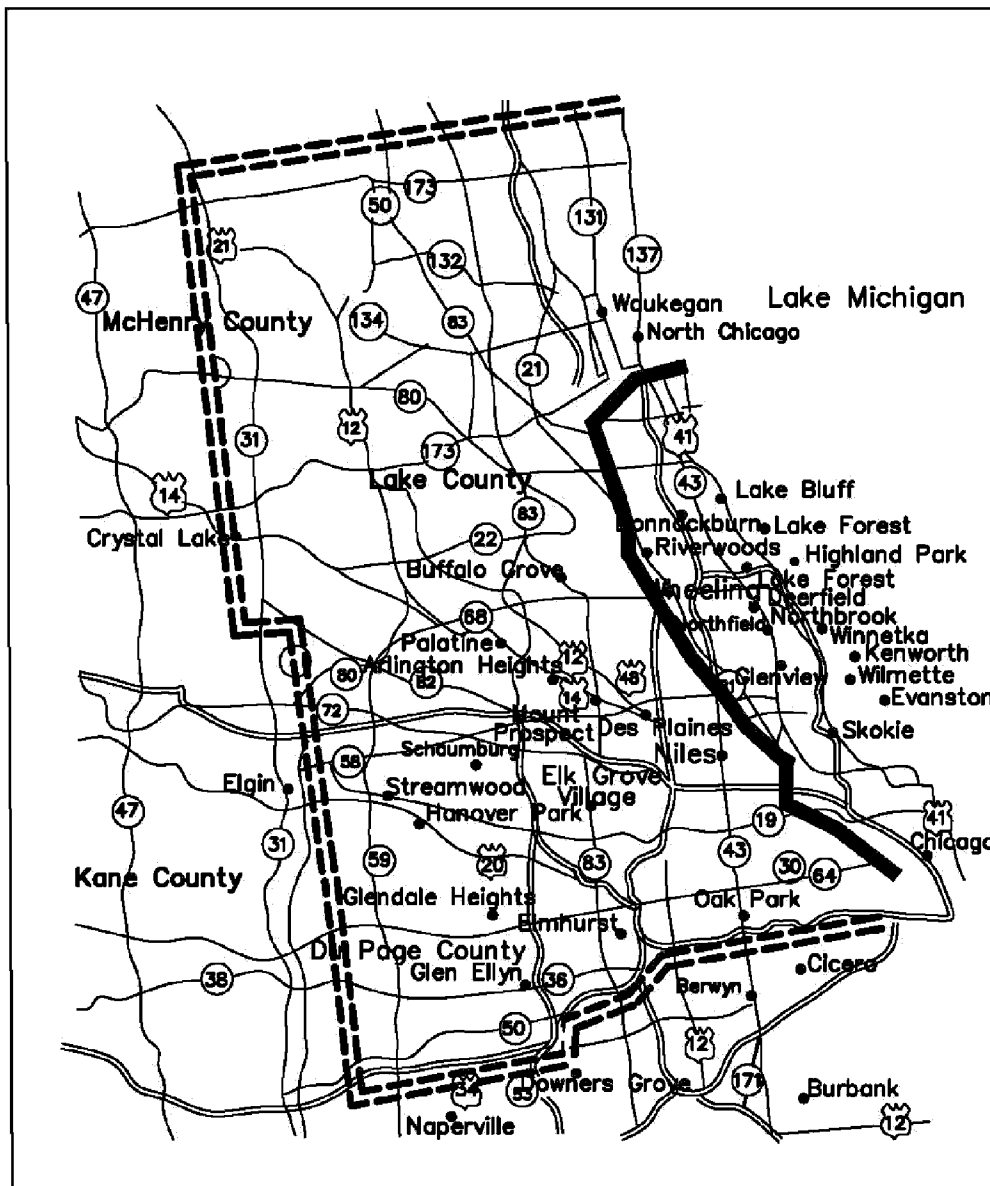 173
50
131
21
137
132
47
Waukegan
Lake Michigan
McHenry County
134
83
North Chicago
21
80
12
31
41
173
43
Lake County
14
Lake Bluff
83
Crystal Lake
22
Lake Forest
Riverwoods
Highland Park
Buffalo Grove
Lake Forest
Wheeling
Deerfield
68
Northfield
Northbrook
Winnetka
Palatine
12
Kenworth
Arlington Heights
80
82
48
Glenview
Wilmette
14
Evanston
72
Mount
Prospect
Des Plaines
Skokie
Schaumburg
Niles
58
Elgin
Streamwood
Elk Grove
Village
47
Hanover Park
19
41
31
43
Chicago
59
20
83
30
64
Kane County
Glendale Heights
Oak Park
Elmhurst
Du Page County
Cicero
38
Glen Ellyn
36
Berwyn
50
12
Downers Grove
171
53
34
Burbank
Naperville
12